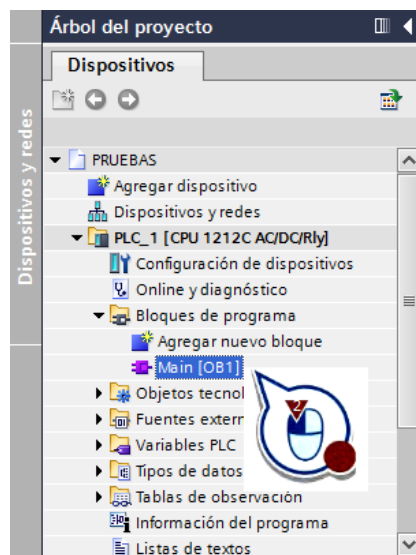 Árbol del proyecto
Dispositivos
Dispositivos y redes
PRUEBAS
Agregar dispositivo
Dispositivos y redes
PLC_1 [CPU 1212C AC/DC/Rly]
Configuración de dispositivos
Online y diagnóstico
Bloques de programa
Agregar nuevo bloque
Main [OB1]
Objetos
Fuentes
2
Variables PLC
Tipos de datos
Tablas de observación
Información del programa
Listas de textos